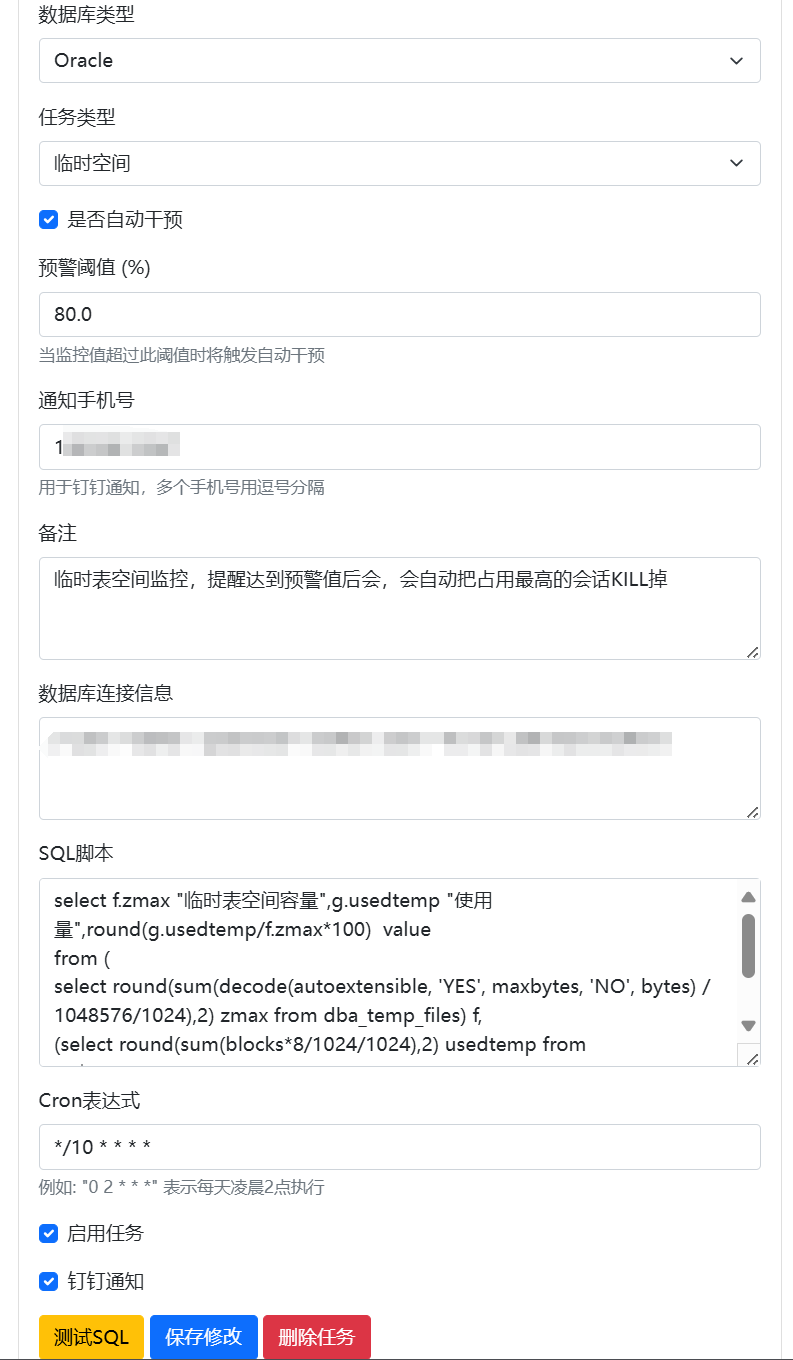 数据库类型
Oracle
任务类型
临时空间
是否自动干预
预警阈值 (%)
80.0
当监控值超过此阈值时将触发自动干预
通知手机号
1
用于钉钉通知，多个手机号用逗号分隔
备注
临时表空间监控，提醒达到预警值后会，会自动把占用最高的会话KILL掉
数据库连接信息
SQL脚本
select f.zmax "临时表空间容量",g.usedtemp "使用
量",round(g.usedtemp/f.zmax*100)  value
from (
select round(sum(decode(autoextensible, 'YES', maxbytes, 'NO', bytes) /
1048576/1024),2) zmax from dba_temp_files) f,
(select round(sum(blocks*8/1024/1024),2) usedtemp from
Cron表达式
*/10 * * * *
例如: "0 2 * * *" 表示每天凌晨2点执行
启用任务
钉钉通知
测试SQL 保存修改 删除任务